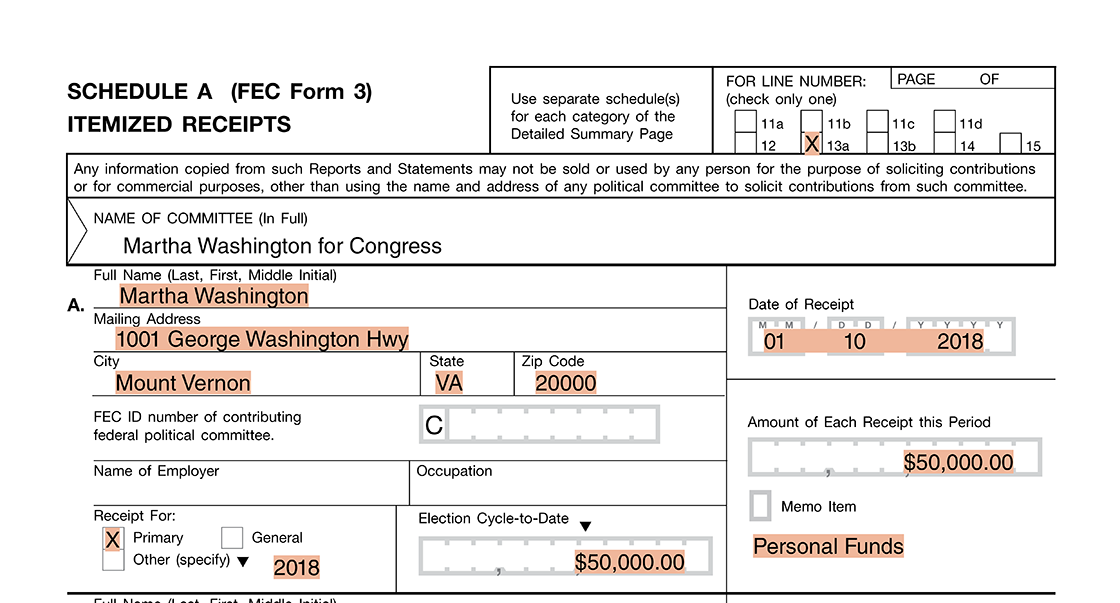 SCHEDULE A (FEC Form 3)
ITEMIZED RECEIPTS
Use separate schedule(s)
for each category of the
Detailed Summary Page
FOR LINE NUMBER:
(check only one)
PAGE OF
11a 11b 11c 11d
12 X 13a 13b 14 15
Any information copied from such Reports and Statements may not be sold or used by any person for the purpose of soliciting contributions
or for commercial purposes, other than using the name and address of any political committee to solicit contributions from such committee.
NAME OF COMMITTEE (In Full)
Martha Washington for Congress
A.
Full Name (Last, First, Middle Initial)
Martha Washington
Mailing Address
1001 George Washington Hwy
City State Zip Code
Mount Vernon VA 20000
FEC ID number of contributing
federal political committee.
C
Name of Employer Occupation
Receipt For:
X Primary General
Other (specify) ▼ 2018
Election Cycle-to-Date ▼
, , $50,000.00
Date of Receipt
M M / D D / Y Y Y Y
01 10 2018
Amount of Each Receipt this Period
, , $50,000.00
Memo Item
Personal Funds
Full Name (Last, First, Middle Initial)